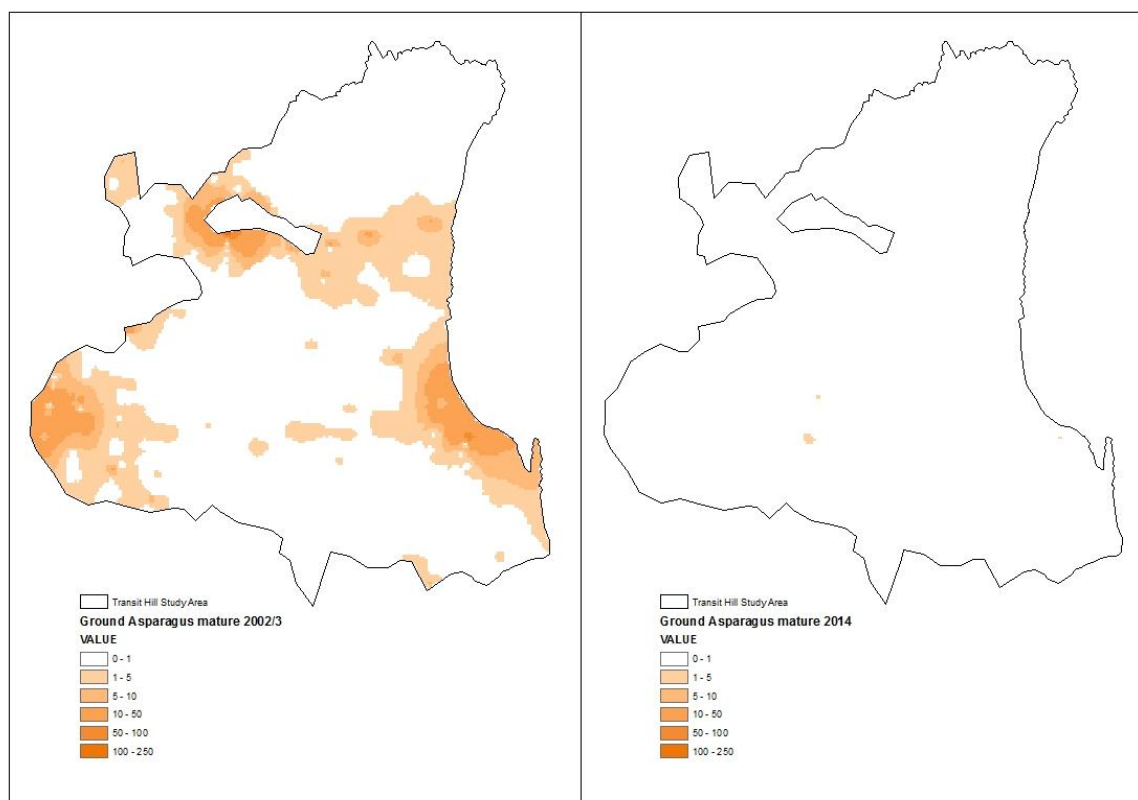 Transit Hill Study Area
Ground Asparagus mature 2002/3
VALUE
0 - 1
1 - 5
5 - 10
10 - 50
50 - 100
100 - 250
Transit Hill Study Area
Ground Asparagus mature 2014
VALUE
0 - 1
1 - 5
5 - 10
10 - 50
50 - 100
100 - 250